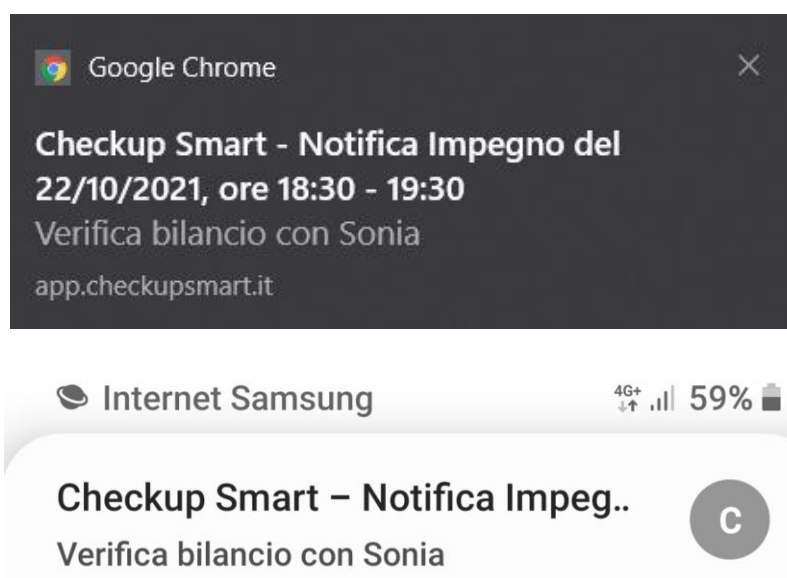 Google Chrome
Checkup Smart - Notifica Impegno del
22/10/2021, ore 18:30 - 19:30
Verifica bilancio con Sonia
app.checkupsmart.it
Internet Samsung 4G+ 59%
Checkup Smart – Notifica Impeg..
C
Verifica bilancio con Sonia